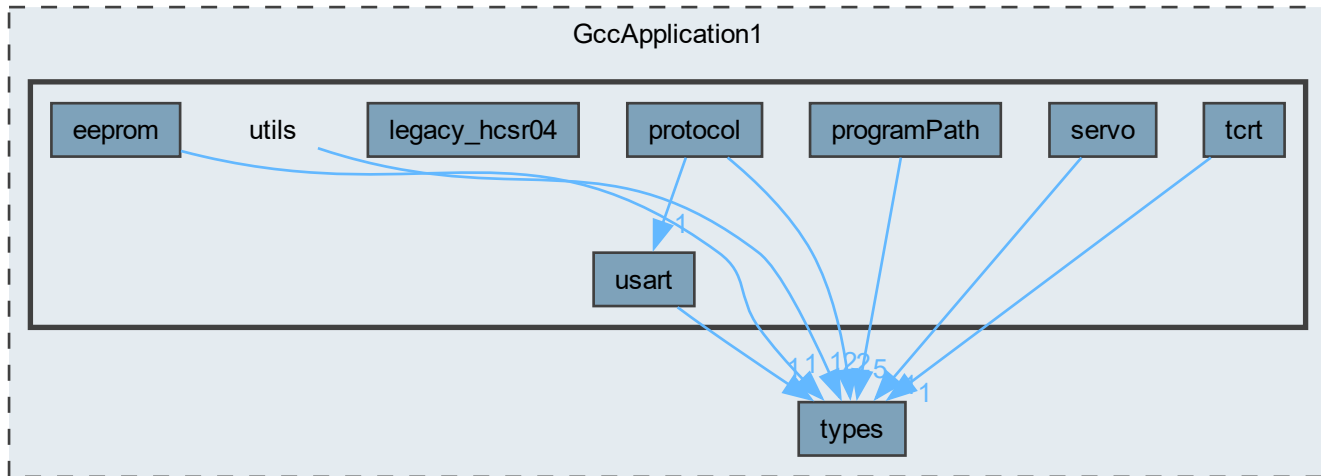 GccApplication1
eeprom
utils
legacy_hcsr04
protocol
programPath
servo
tcrt
1
usart
1
1
1
2
2
5
1
types